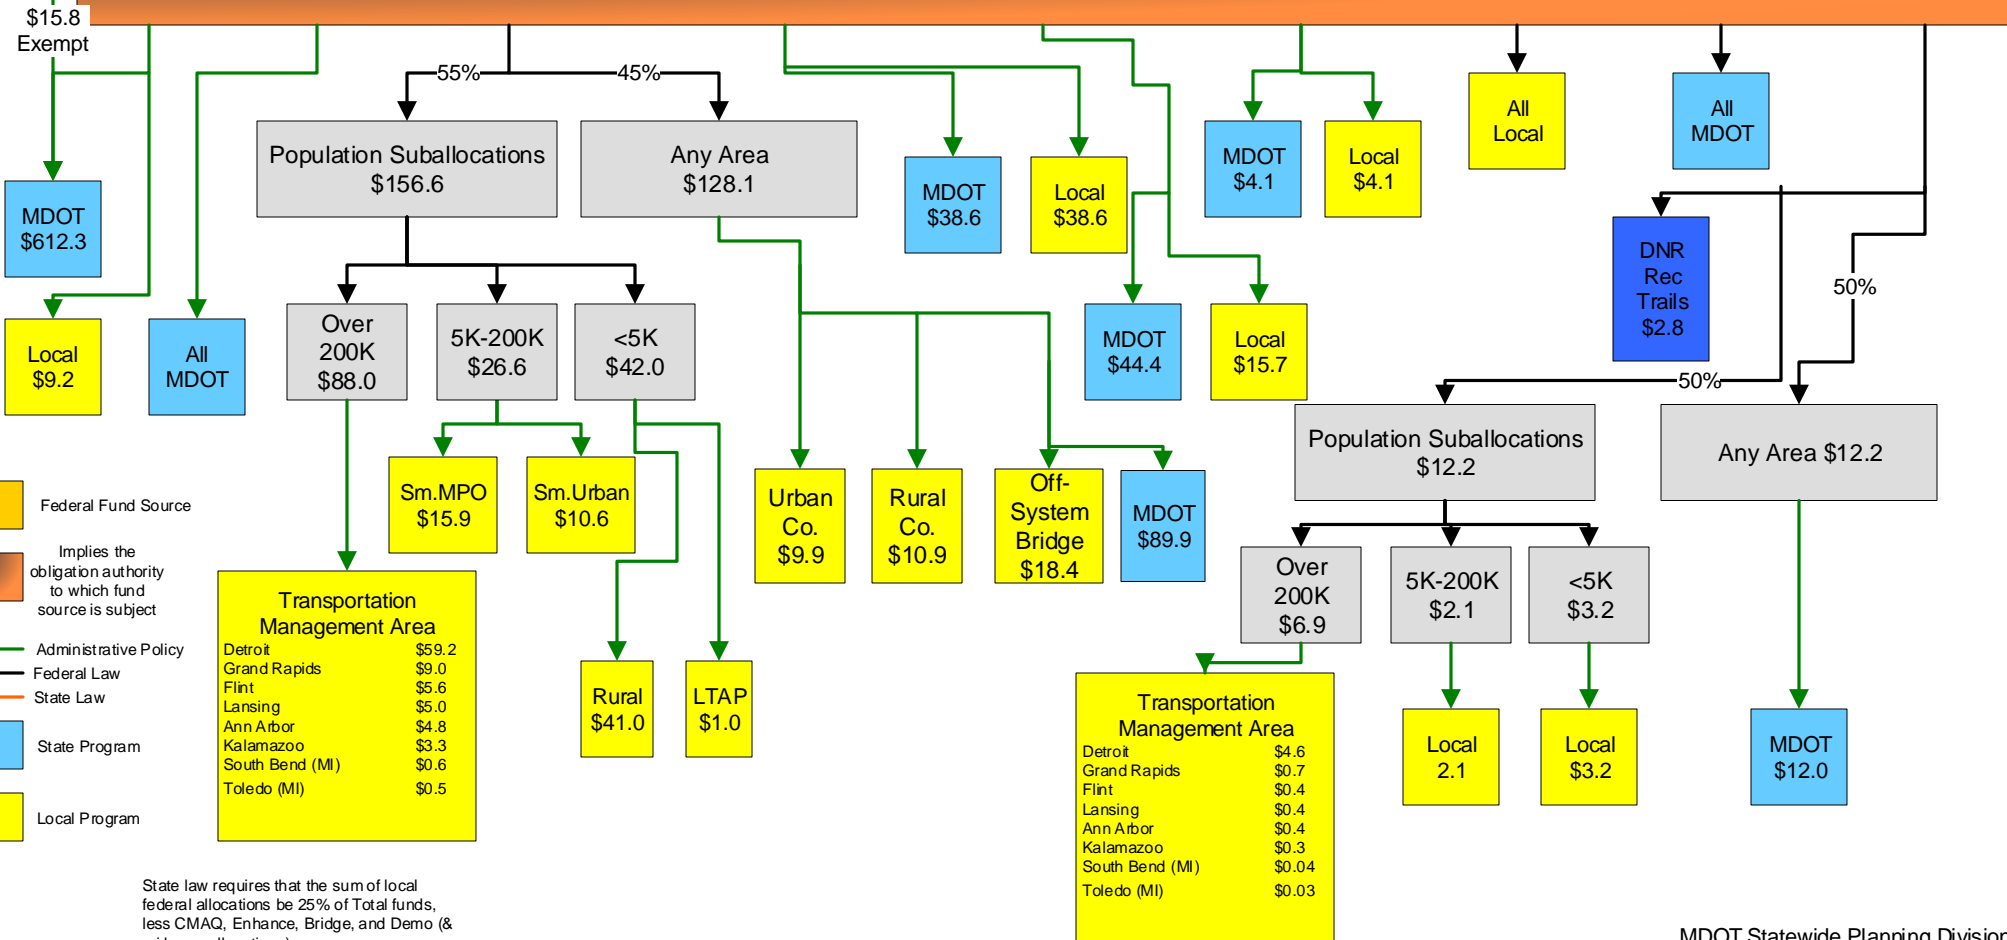 $15.8
Exempt
55%
45%
Population Suballocations
$156.6
Any Area
$128.1
MDOT
$612.3
Local
$9.2
All
MDOT
MDOT
$38.6
Local
$38.6
MDOT
$4.1
Local
$4.1
All
Local
All
MDOT
DNR
Rec
Trails
$2.8
50%
50%
Over
200K
$88.0
5K-200K
$26.6
<5K
$42.0
MDOT
$44.4
Local
$15.7
Population Suballocations
$12.2
Any Area $12.2
Sm.MPO
$15.9
Sm.Urban
$10.6
Urban
Co.
$9.9
Rural
Co.
$10.9
Off-
System
Bridge
$18.4
MDOT
$89.9
Over
200K
$6.9
5K-200K
$2.1
<5K
$3.2
Federal Fund Source
Implies the
obligation authority
to which fund
source is subject
Administrative Policy
Federal Law
State Law
State Program
Local Program
Transportation
Management Area
Detroit $59.2
Grand Rapids $9.0
Flint $5.6
Lansing $5.0
Ann Arbor $4.8
Kalamazoo $3.3
South Bend (MI) $0.6
Toledo (MI) $0.5
Rural
$41.0
LTAP
$1.0
Transportation
Management Area
Detroit $4.6
Grand Rapids $0.7
Flint $0.4
Lansing $0.4
Ann Arbor $0.4
Kalamazoo $0.3
South Bend (MI) $0.04
Toledo (MI) $0.03
Local
2.1
Local
$3.2
MDOT
$12.0
State law requires that the sum of local
federal allocations be 25% of Total funds,
less CMAQ, Enhance, Bridge, and Demo (&
MDOT Statewide Planning Division